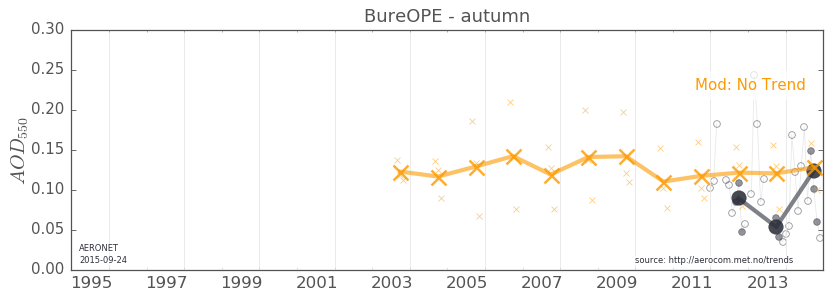 BureOPE - autumn
0.30
0.25
0.20
0.15
0.10
0.05
0.00
AOD550
Mod: No Trend
AERONET
2015-09-24
source: http://aerocom.met.no/trends
1995 1997 1999 2001 2003 2005 2007 2009 2011 2013